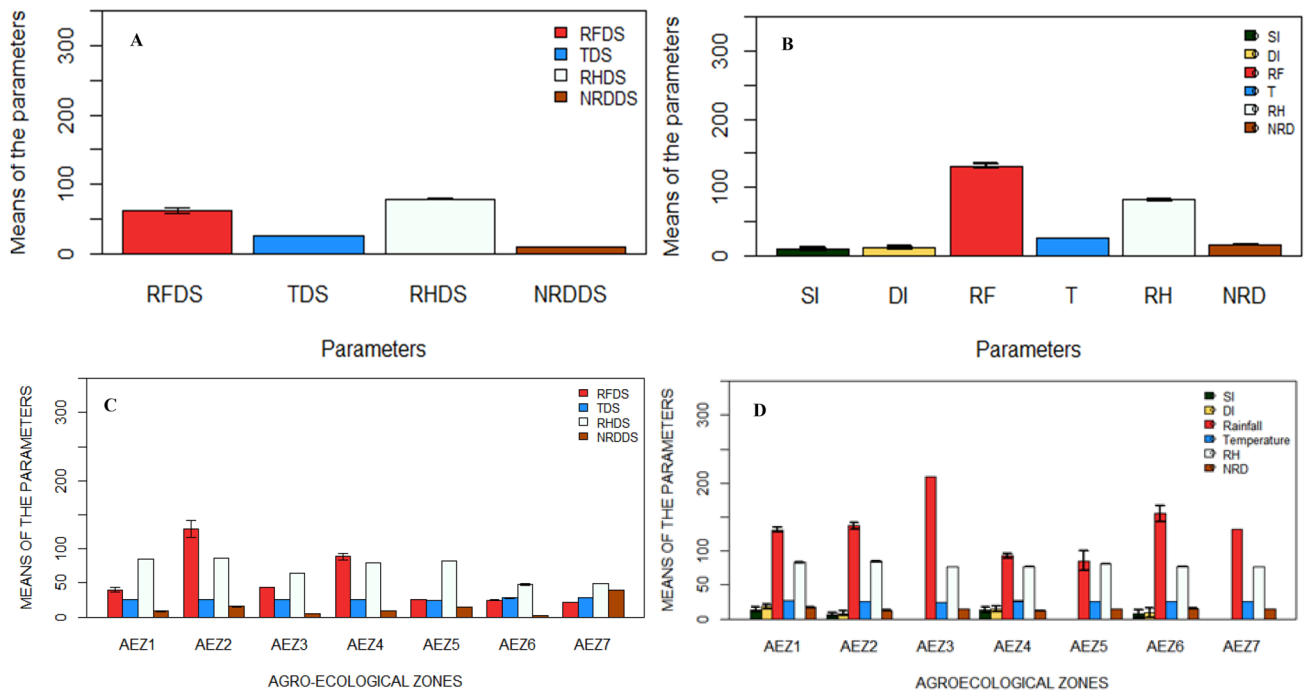 A
RFDS
TDS
RHDS
NRDDS
Means of the parameters
0
100
200
300
RFDS TDS RHDS NRDDS
Parameters
B
SI
DI
RF
T
RH
NRD
Means of the parameters
0
100
200
300
SI DI RF T RH NRD
Parameters
C
RFDS
TDS
RHDS
NRDDS
MEANS OF THE PARAMETERS
0
50
100
200
300
AEZ1 AEZ2 AEZ3 AEZ4 AEZ5 AEZ6 AEZ7
AGRO-ECOLOGICAL ZONES
D
SI
DI
Rainfall
Temperature
RH
NRD
MEANS OF THE PARAMETERS
0
50
100
200
300
AEZ1 AEZ2 AEZ3 AEZ4 AEZ5 AEZ6 AEZ7
AGROECOLOGICAL ZONES